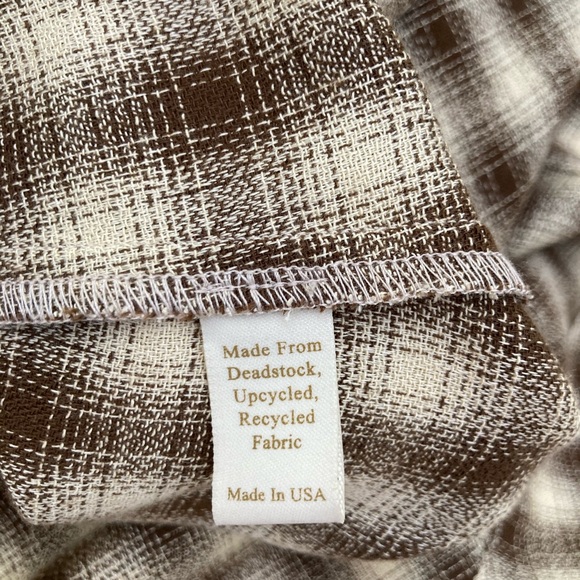 Made From
Deadstock,
Upcycled,
Recycled
Fabric
Made In USA